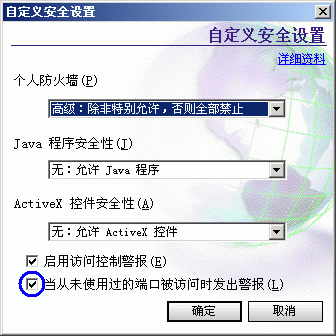 自定义安全设置
自定义安全设置
详细资料
个人防火墙(P)
高级：除非特别允许，否则全部禁止
Java 程序安全性(J)
无：允许 Java 程序
ActiveX 控件安全性(A)
无：允许 ActiveX 控件
启用访问控制警报(E)
当从未使用过的端口被访问时发出警报(L)
确定
取消